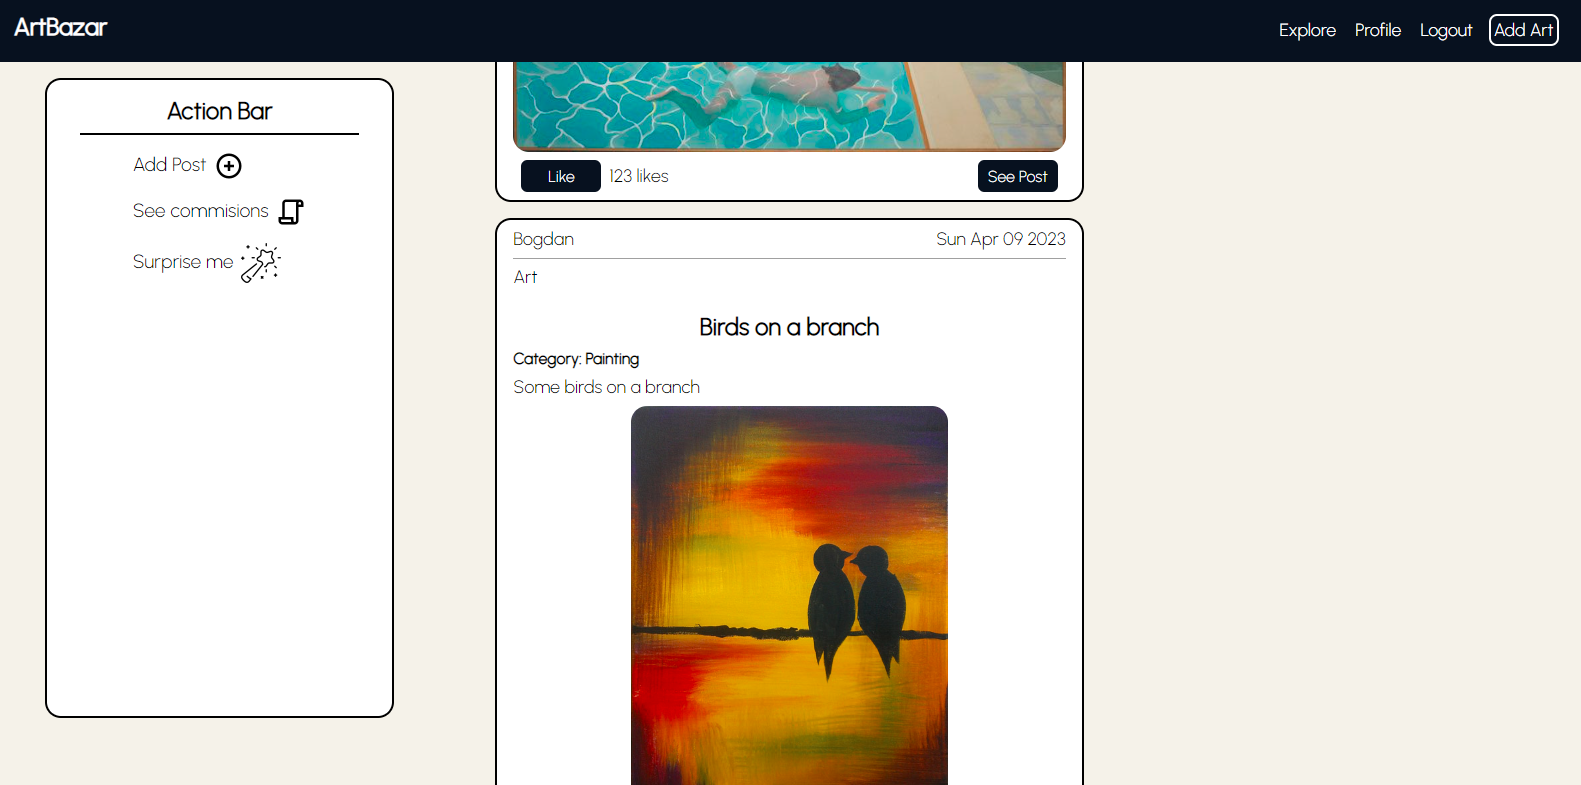 ArtBazar
Explore Profile Logout Add Art
Action Bar
Add Post
See commisions
Surprise me
Like 123 likes See Post
Bogdan Sun Apr 09 2023
Art
Birds on a branch
Category: Painting
Some birds on a branch